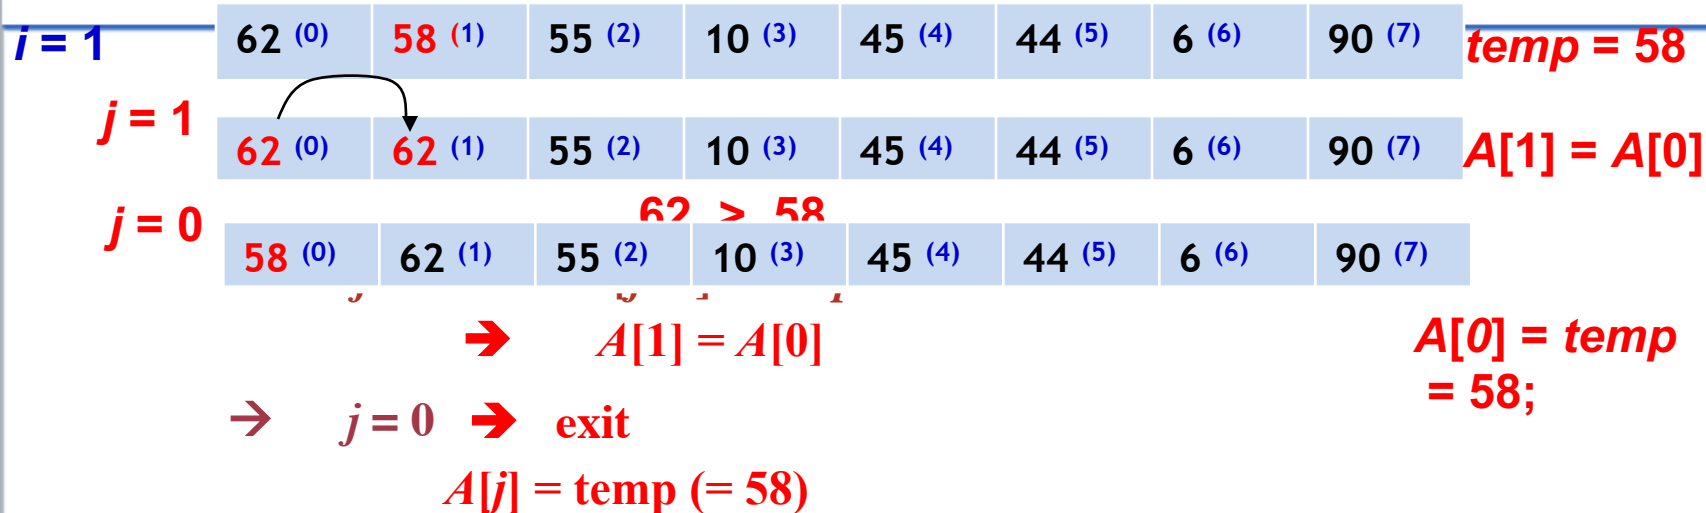 i = 1 62 (0) 58 (1) 55 (2) 10 (3) 45 (4) 44 (5) 6 (6) 90 (7) temp = 58
j = 1 62 (0) 62 (1) 55 (2) 10 (3) 45 (4) 44 (5) 6 (6) 90 (7) A[1] = A[0]
62 > 58
j = 0 58 (0) 62 (1) 55 (2) 10 (3) 45 (4) 44 (5) 6 (6) 90 (7)
➔ A[1] = A[0] A[0] = temp
= 58;
→ j = 0 ➔ exit
A[j] = temp (= 58)